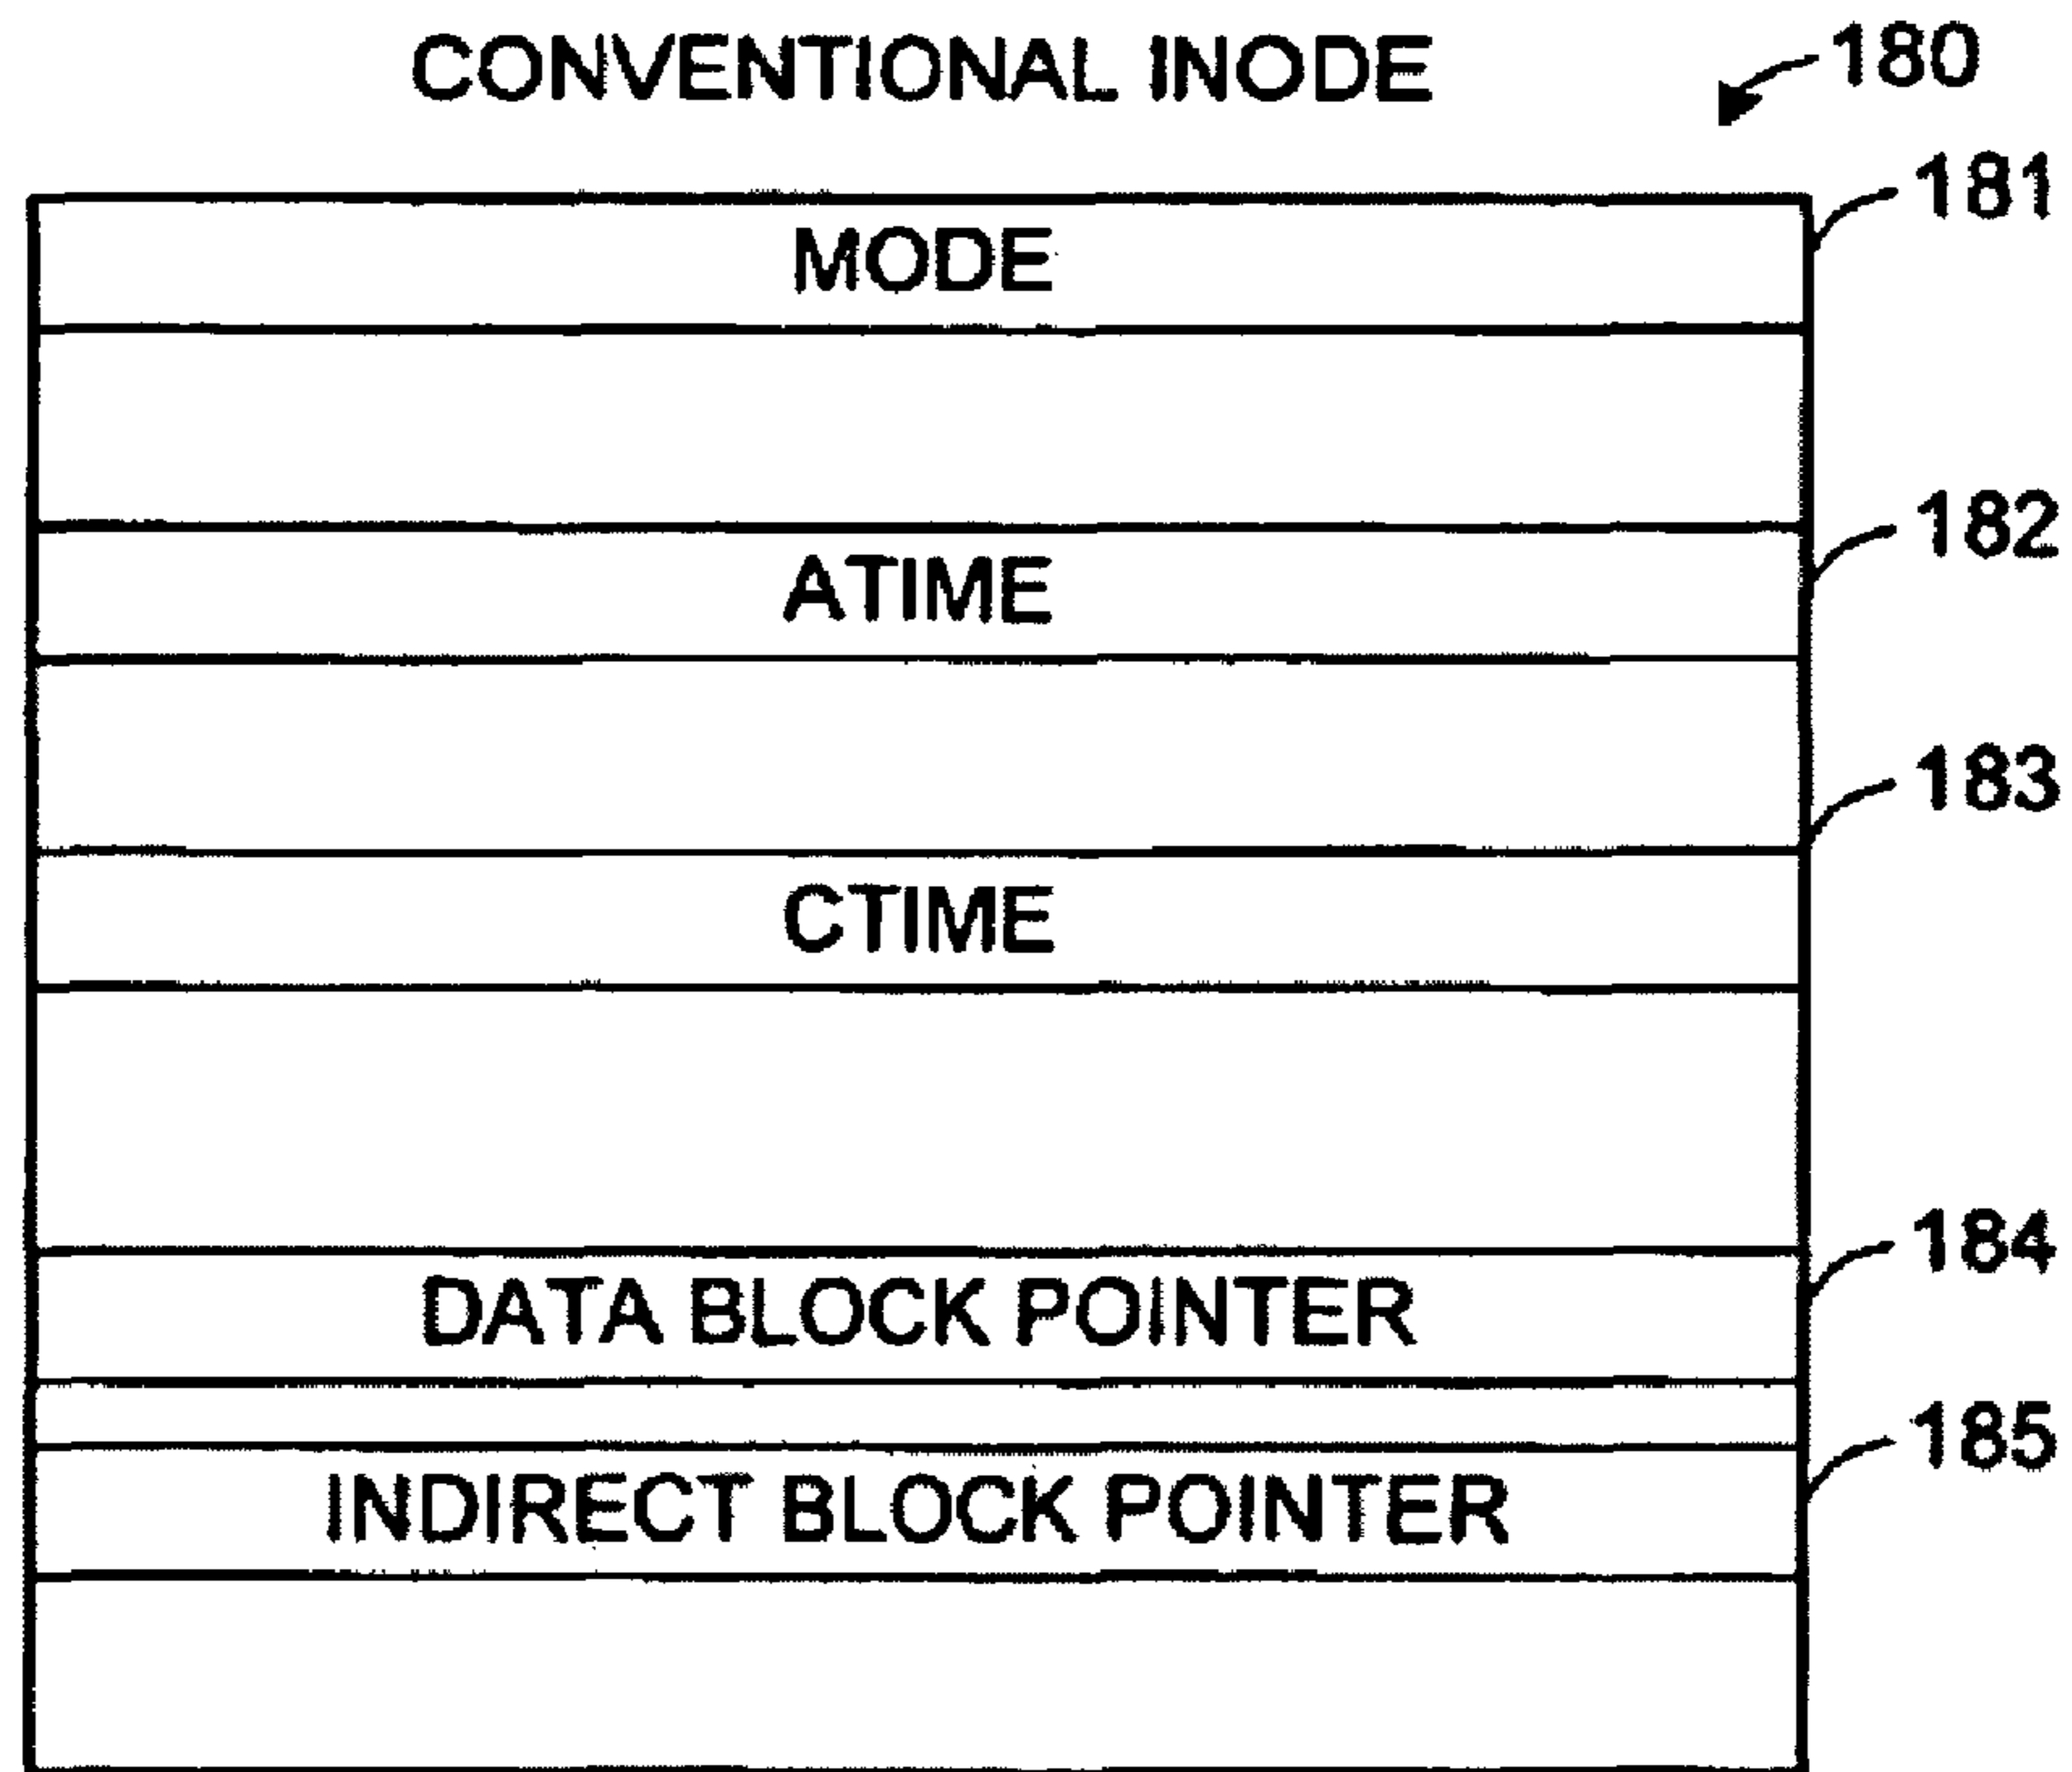 CONVENTIONAL INODE
180
181
MODE
182
ATIME
183
CTIME
184
DATA BLOCK POINTER
185
INDIRECT BLOCK POINTER